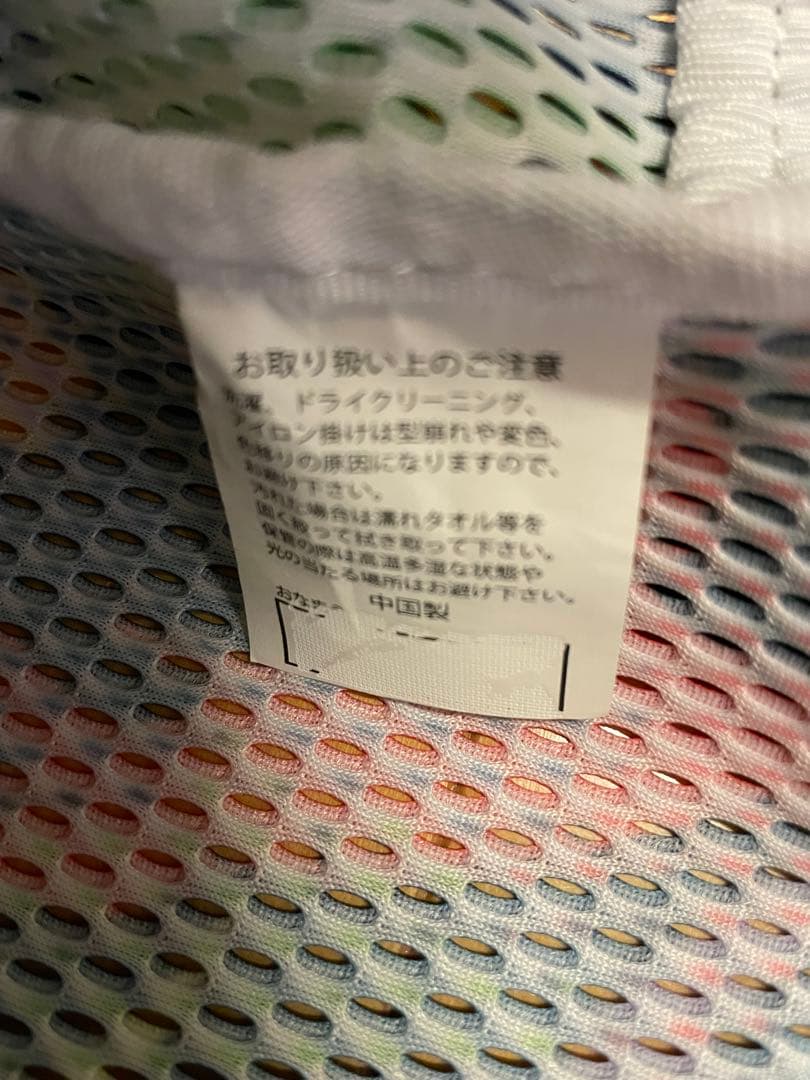 お取り扱い上のご注意
洗濯、ドライクリーニング、
アイロン掛けは型崩れや変色、
色移りの原因になりますので、
お避け下さい。
汚れた場合は濡れタオル等を
固く絞って拭き取って下さい。
保管の際は高温多湿な状態や
光の当たる場所はお避け下さい。
中国製